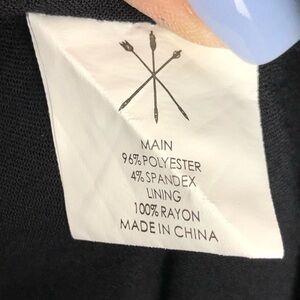 MAIN
96% POLYESTER
4% SPANDEX
LINING
100% RAYON
MADE IN CHINA